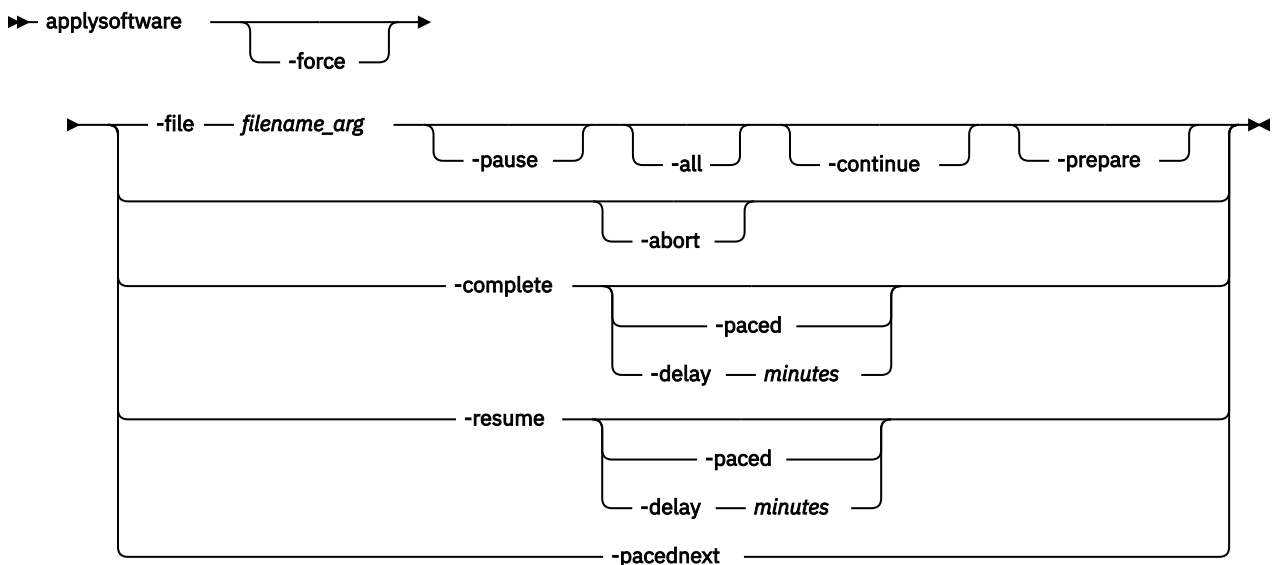 applysoftware
-force
-file filename_arg
-pause -all -continue -prepare
-abort
-complete
-paced
-delay minutes
-resume
-paced
-delay minutes
-pacednext